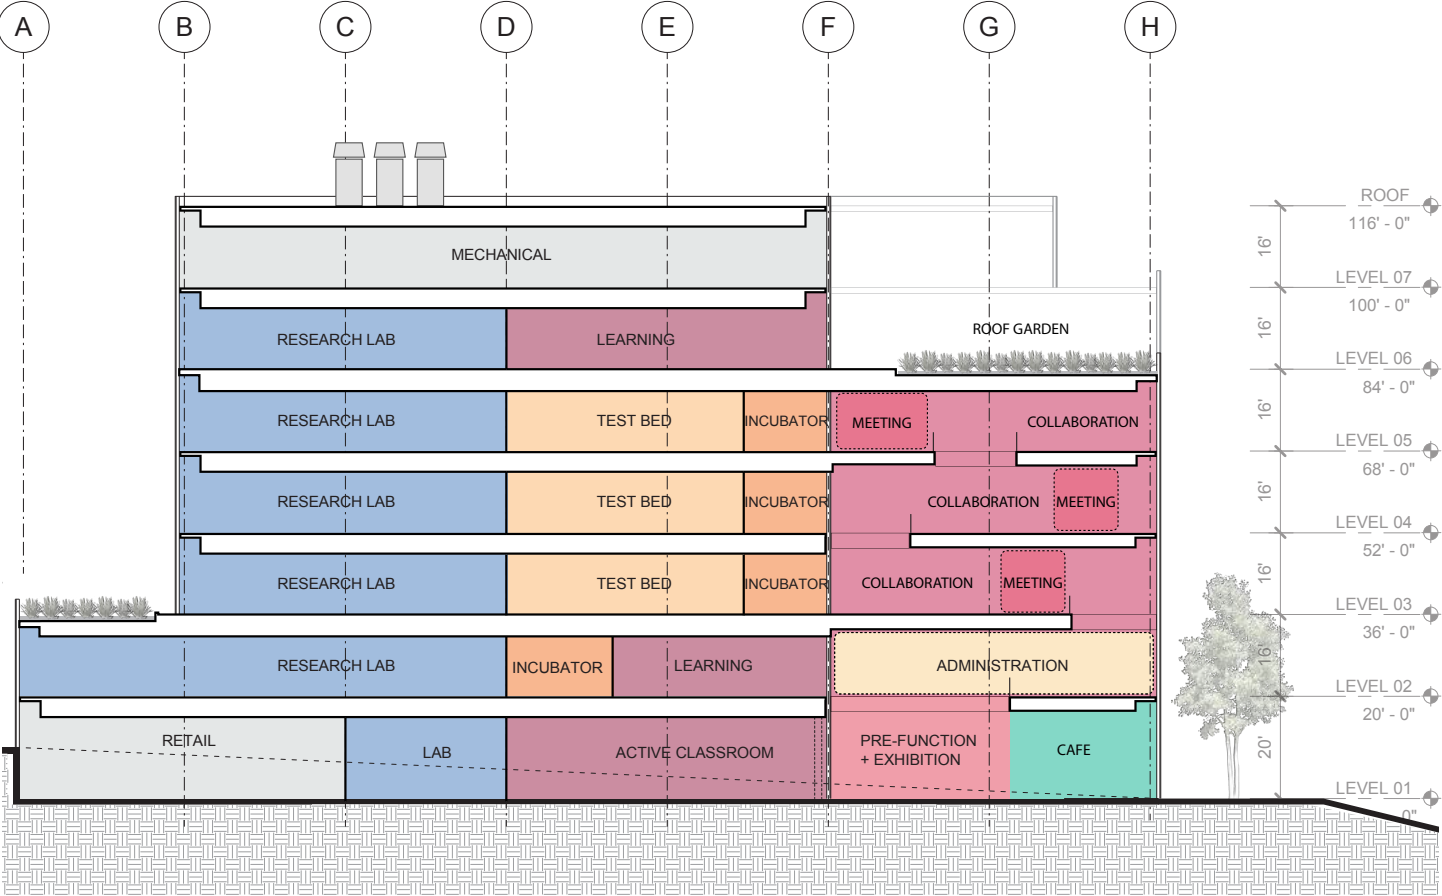 A B C D E F G H
ROOF
116' - 0"
16'
MECHANICAL
LEVEL 07
100' - 0"
16'
RESEARCH LAB LEARNING ROOF GARDEN
LEVEL 06
84' - 0"
16'
RESEARCH LAB TEST BED INCUBATOR MEETING COLLABORATION
LEVEL 05
68' - 0"
16'
RESEARCH LAB TEST BED INCUBATOR COLLABORATION MEETING
LEVEL 04
52' - 0"
16'
RESEARCH LAB TEST BED INCUBATOR COLLABORATION MEETING
LEVEL 03
36' - 0"
16'
RESEARCH LAB INCUBATOR LEARNING ADMINISTRATION
LEVEL 02
20' - 0"
20'
RETAIL LAB ACTIVE CLASSROOM PRE-FUNCTION
+ EXHIBITION
CAFE
LEVEL 01
0"